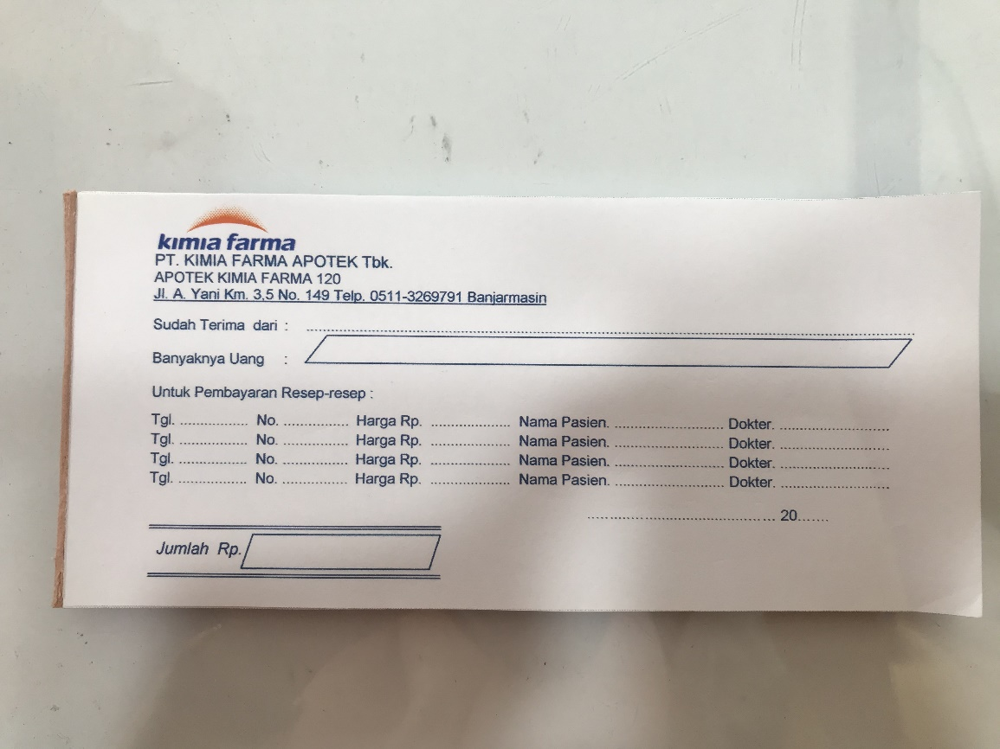 kimia farma
PT. KIMIA FARMA APOTEK Tbk.
APOTEK KIMIA FARMA 120
Jl. A. Yani Km. 3,5 No. 149 Telp. 0511-3269791 Banjarmasin
Sudah Terima dari : ........................................
Banyaknya Uang :
Untuk Pembayaran Resep-resep :
Tgl. ............... No. ............... Harga Rp. .................. Nama Pasien. ........................ Dokter. ........................
Tgl. ............... No. ............... Harga Rp. .................. Nama Pasien. ........................ Dokter. ........................
Tgl. ............... No. ............... Harga Rp. .................. Nama Pasien. ........................ Dokter. ........................
Tgl. ............... No. ............... Harga Rp. .................. Nama Pasien. ........................ Dokter. ........................
........................................ 20.......
Jumlah Rp.